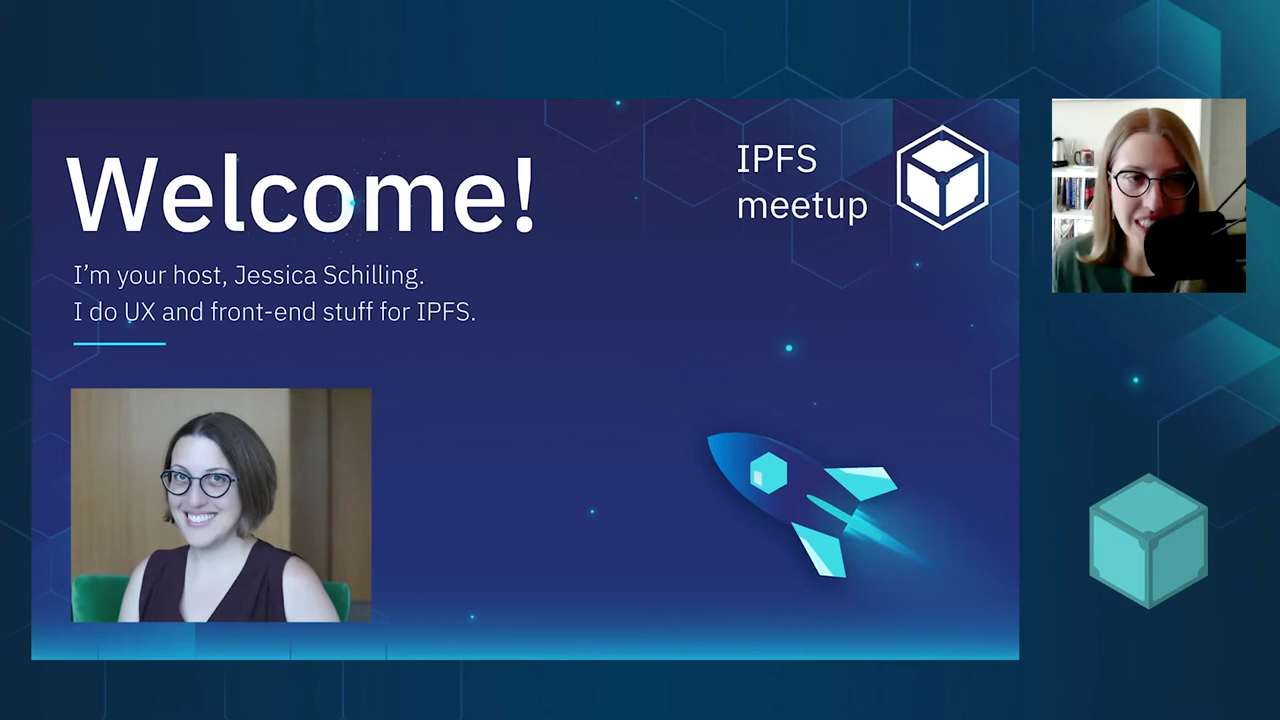 Welcome!
I'm your host, Jessica Schilling.
I do UX and front-end stuff for IPFS.
IPFS
meetup